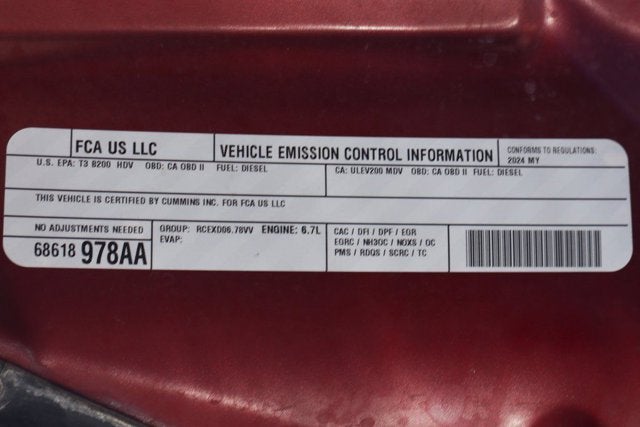 FCA US LLC
VEHICLE EMISSION CONTROL INFORMATION
CONFORMS TO REGULATIONS:
2024 MY
U.S. EPA: T3 B200 HDV OBD: CA OBD II FUEL: DIESEL
CA: ULEV200 MDV OBD: CA OBD II FUEL: DIESEL
THIS VEHICLE IS CERTIFIED BY CUMMINS INC. FOR FCA US LLC
NO ADJUSTMENTS NEEDED
68618 978AA
GROUP: RCEXD06.78VV ENGINE: 6.7L
EVAP:
CAC / DFI / DPF / EGR
EGRC / NH3OC / NOXS / OC
PMS / RDQS / SCRC / TC